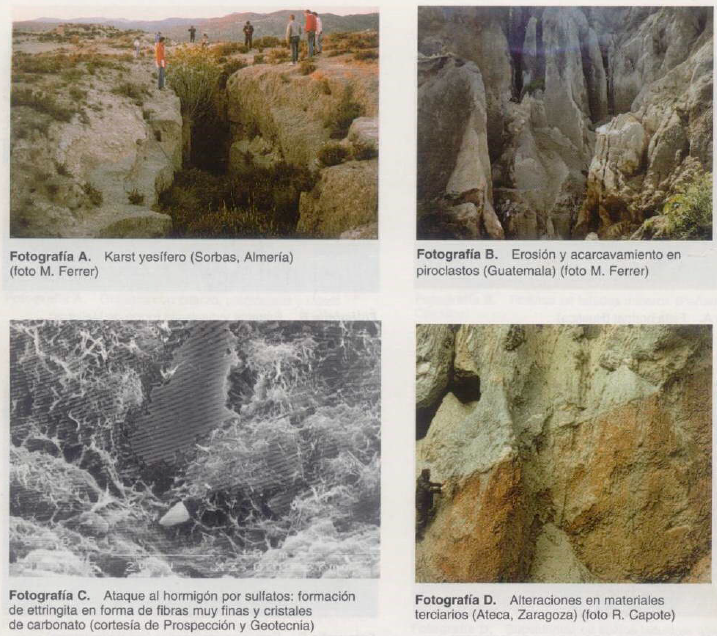 Fotografía A. Karst yesífero (Sorbas, Almería)
(foto M. Ferrer)
Fotografía B. Erosión y acarcavamiento en
piroclastos (Guatemala) (foto M. Ferrer)
Fotografía C. Ataque al hormigón por sulfatos: formación
de ettringita en forma de fibras muy finas y cristales
de carbonato (cortesía de Prospección y Geotecnia)
Fotografía D. Alteraciones en materiales
terciarios (Ateca, Zaragoza) (foto R. Capote)